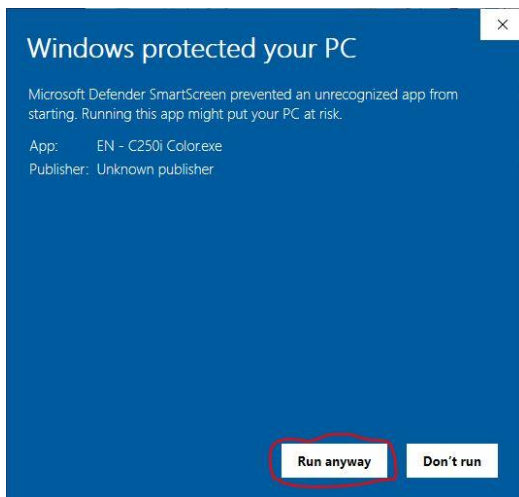 Windows protected your PC
Microsoft Defender SmartScreen prevented an unrecognized app from
starting. Running this app might put your PC at risk.
App: EN - C250i Color.exe
Publisher: Unknown publisher
Run anyway Don't run